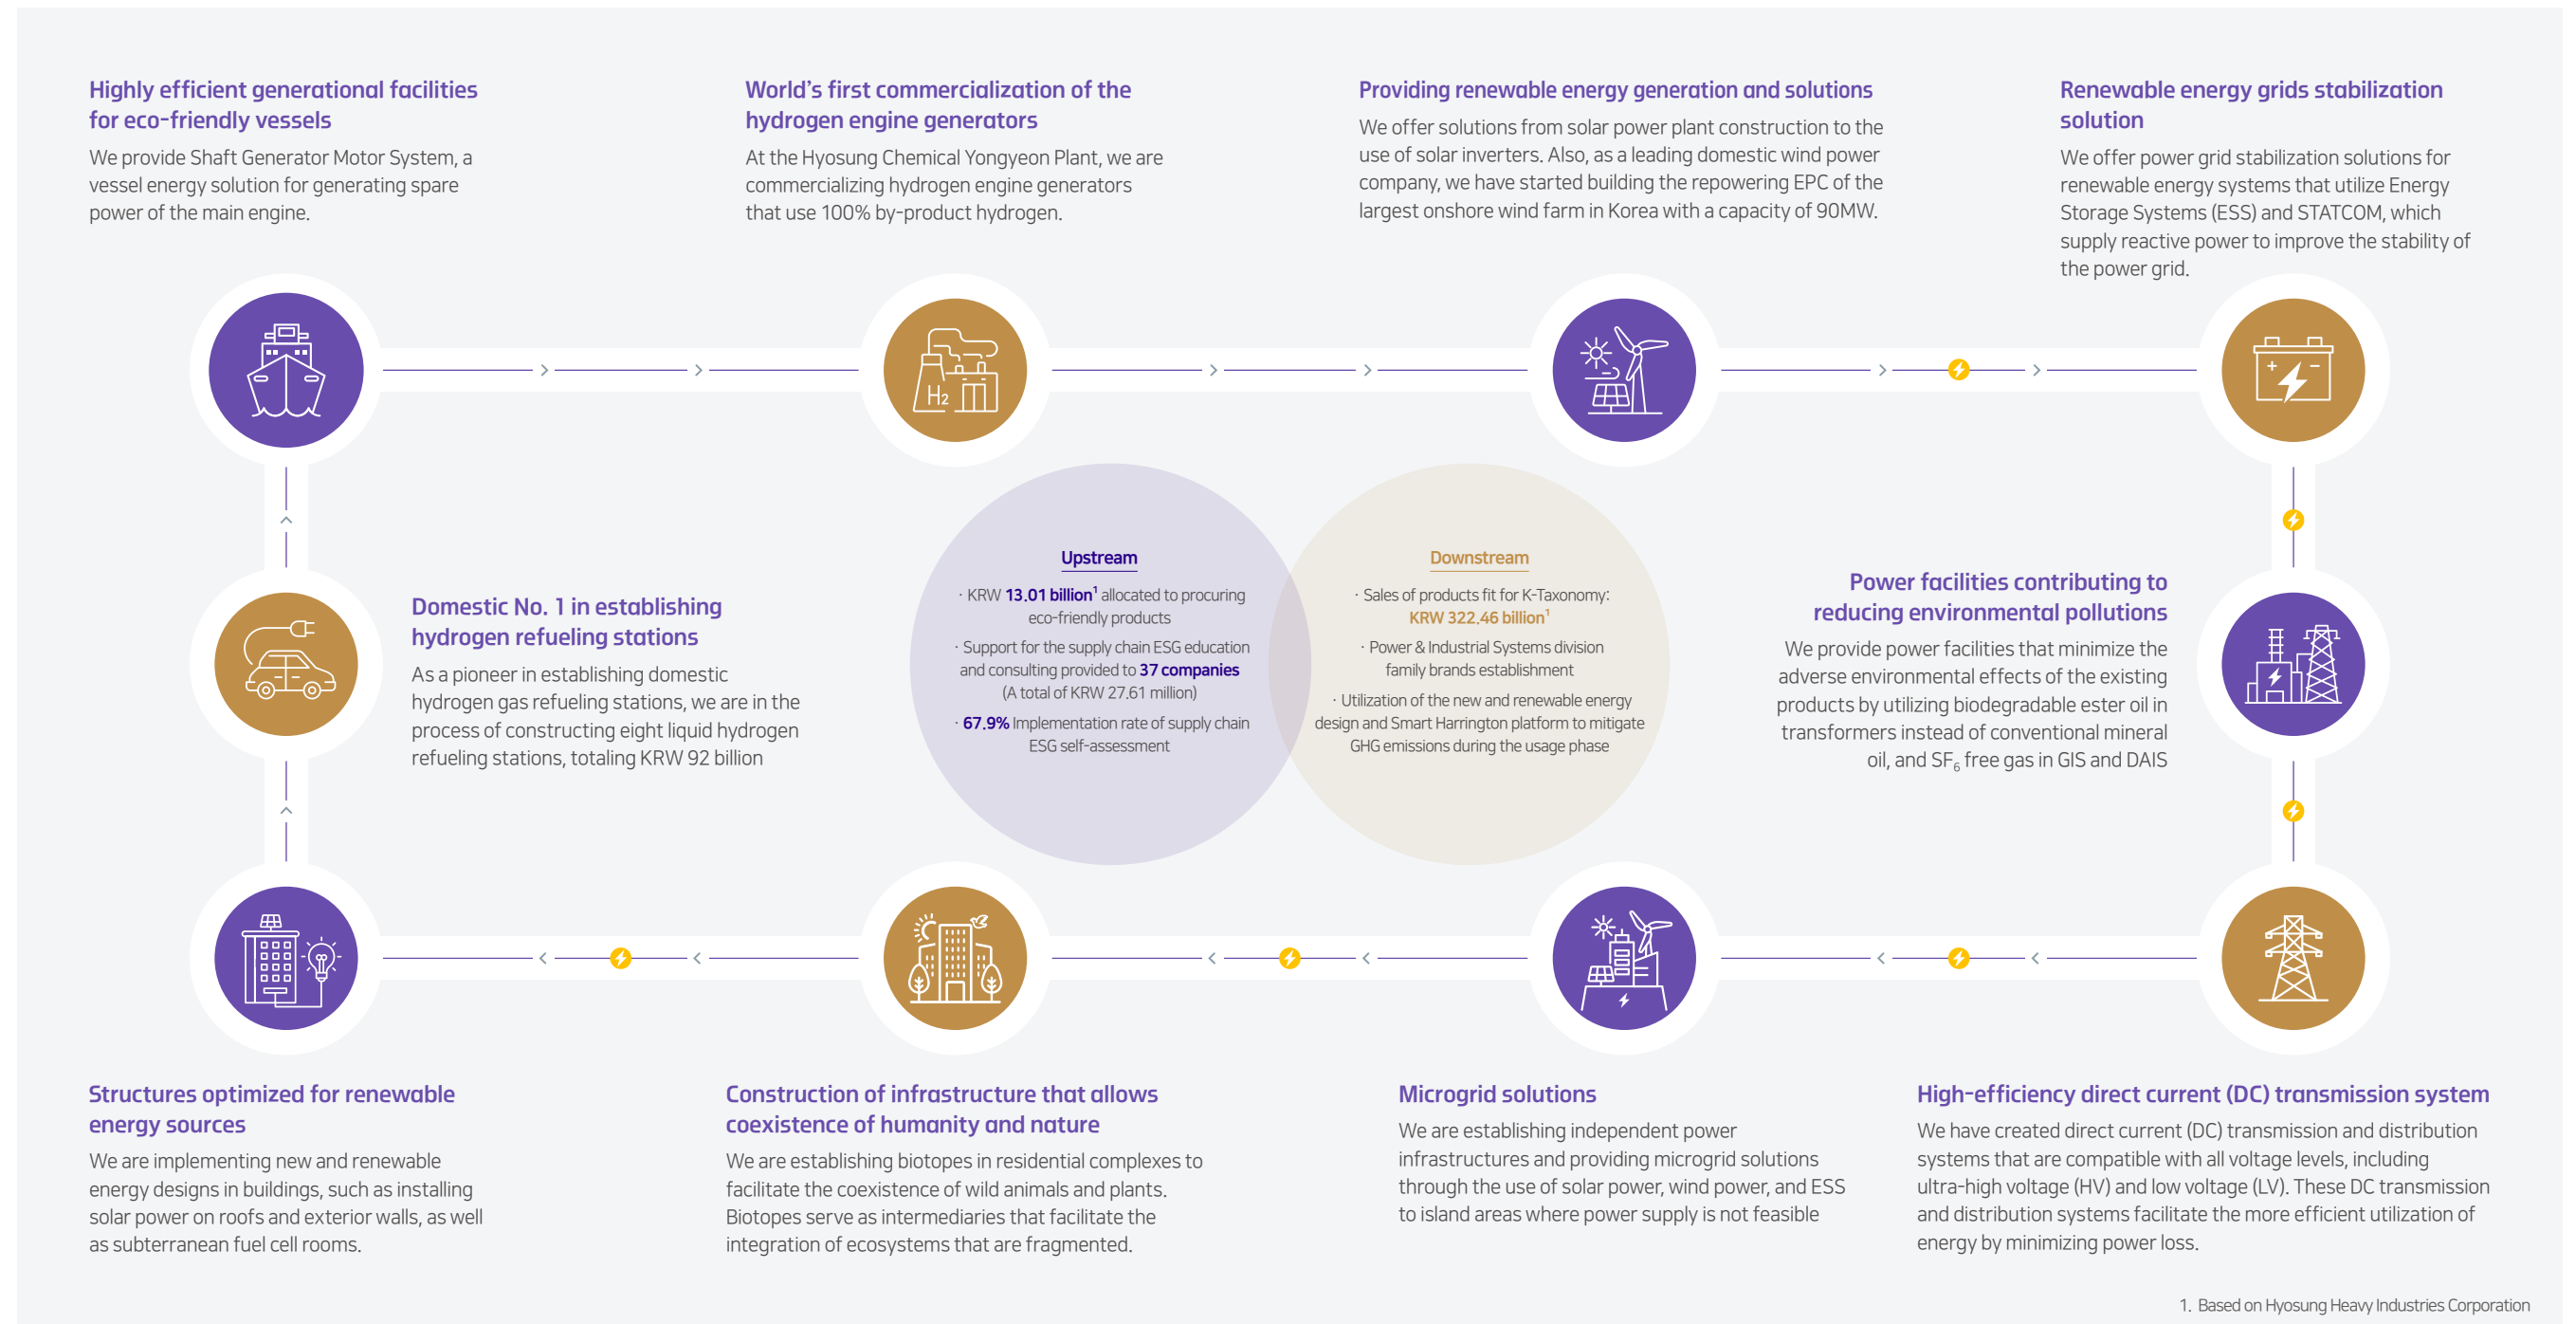 Highly efficient generational facilities
for eco-friendly vessels
We provide Shaft Generator Motor System, a
vessel energy solution for generating spare
power of the main engine.
World's first commercialization of the
hydrogen engine generators
At the Hyosung Chemical Yongyeon Plant, we are
commercializing hydrogen engine generators
that use 100% by-product hydrogen.
Providing renewable energy generation and solutions
We offer solutions from solar power plant construction to the
use of solar inverters. Also, as a leading domestic wind power
company, we have started building the repowering EPC of the
largest onshore wind farm in Korea with a capacity of 90MW.
Renewable energy grids stabilization
solution
We offer power grid stabilization solutions for
renewable energy systems that utilize Energy
Storage Systems (ESS) and STATCOM, which
supply reactive power to improve the stability of
the power grid.
H2
Domestic No. 1 in establishing
hydrogen refueling stations
As a pioneer in establishing domestic
hydrogen gas refueling stations, we are in the
process of constructing eight liquid hydrogen
refueling stations, totaling KRW 92 billion
Upstream
· KRW 13.01 billion¹ allocated to procuring
eco-friendly products
· Support for the supply chain ESG education
and consulting provided to 37 companies
(A total of KRW 27.61 million)
· 67.9% Implementation rate of supply chain
ESG self-assessment
Downstream
· Sales of products fit for K-Taxonomy:
KRW 322.46 billion¹
· Power & Industrial Systems division
family brands establishment
· Utilization of the new and renewable energy
design and Smart Harrington platform to mitigate
GHG emissions during the usage phase
Power facilities contributing to
reducing environmental pollutions
We provide power facilities that minimize the
adverse environmental effects of the existing
products by utilizing biodegradable ester oil in
transformers instead of conventional mineral
oil, and SF₆ free gas in GIS and DAIS
Structures optimized for renewable
energy sources
We are implementing new and renewable
energy designs in buildings, such as installing
solar power on roofs and exterior walls, as well
as subterranean fuel cell rooms.
Construction of infrastructure that allows
coexistence of humanity and nature
We are establishing biotopes in residential complexes to
facilitate the coexistence of wild animals and plants.
Biotopes serve as intermediaries that facilitate the
integration of ecosystems that are fragmented.
Microgrid solutions
We are establishing independent power
infrastructures and providing microgrid solutions
through the use of solar power, wind power, and ESS
to island areas where power supply is not feasible
High-efficiency direct current (DC) transmission system
We have created direct current (DC) transmission and distribution
systems that are compatible with all voltage levels, including
ultra-high voltage (HV) and low voltage (LV). These DC transmission
and distribution systems facilitate the more efficient utilization of
energy by minimizing power loss.
1. Based on Hyosung Heavy Industries Corporation